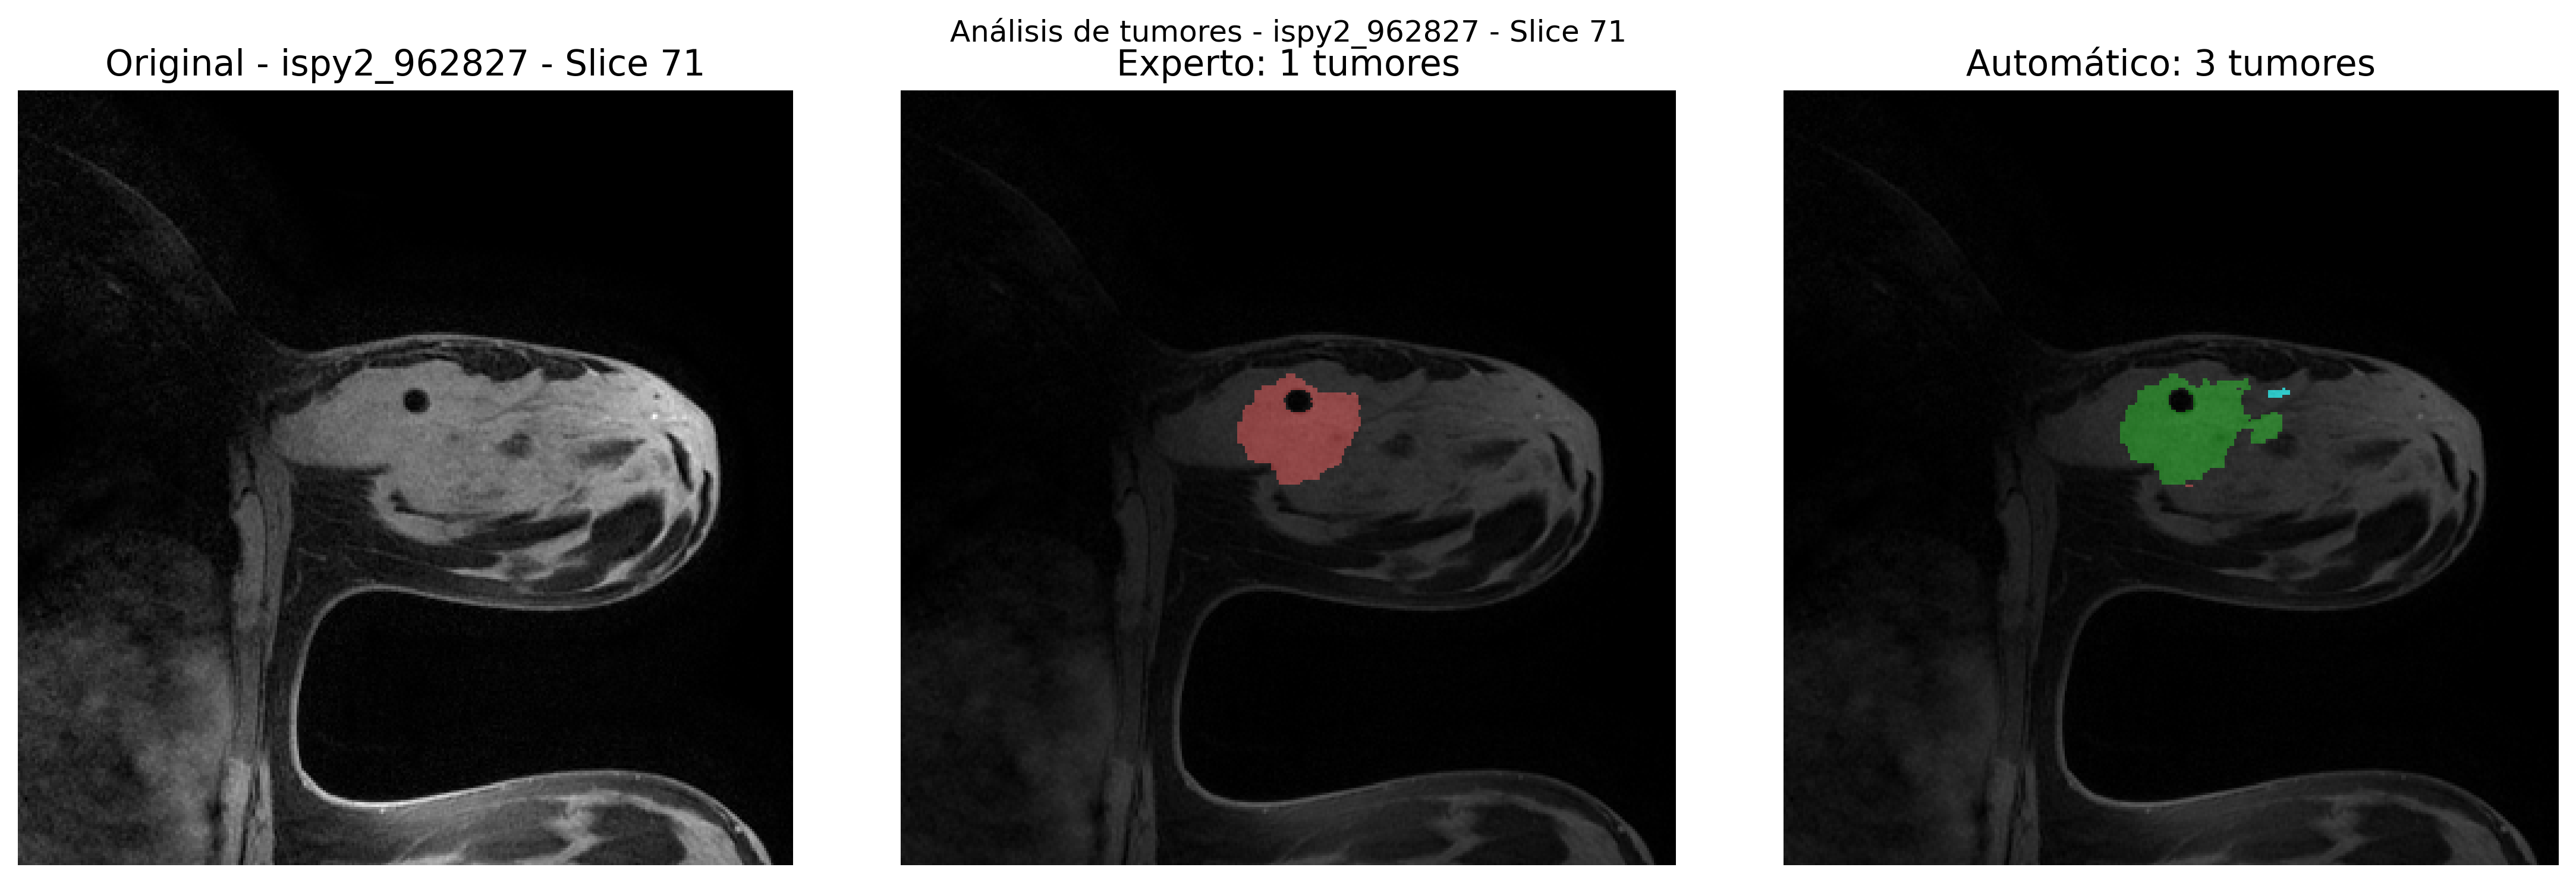 Análisis de tumores - ispy2_962827 - Slice 71
Original - ispy2_962827 - Slice 71
Experto: 1 tumores
Automático: 3 tumores